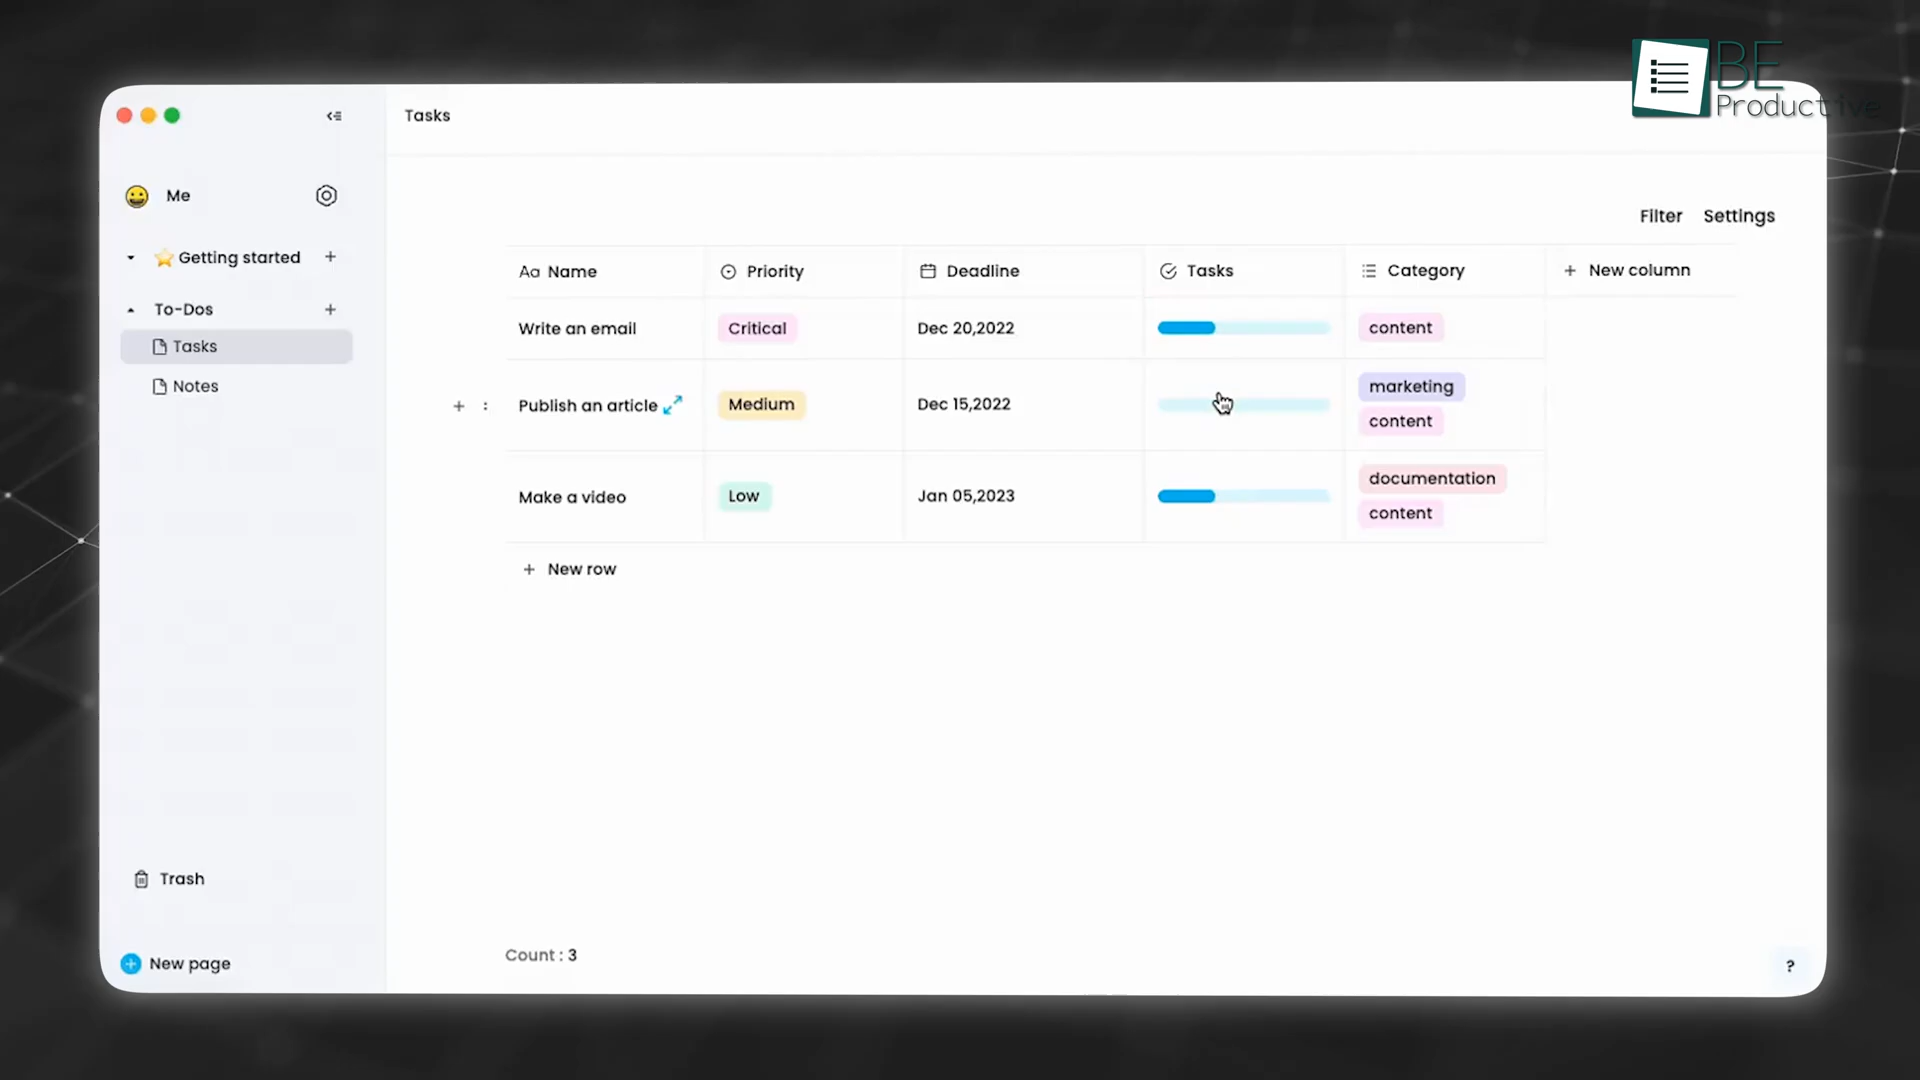 BE
Productive
Tasks
Me
Getting started
To-Dos
Tasks
Notes
Trash
New page
Filter Settings
Aa Name Priority Deadline Tasks Category + New column
Write an email Critical Dec 20,2022 content
Publish an article Medium Dec 15,2022 marketing
content
Make a video Low Jan 05,2023 documentation
content
+ New row
Count : 3
?